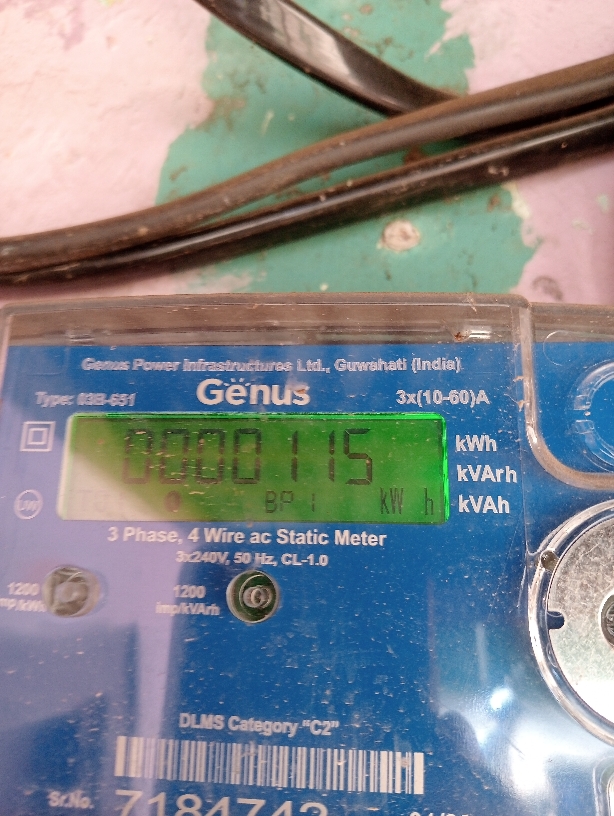 Genus Power Infrastructures Ltd., Guwahati (India)
Genus
Type: 03B-651
3x(10-60)A
0000115
BP 1 KW h
kWh
kVArh
kVAh
3 Phase, 4 Wire ac Static Meter
3x240V, 50 Hz, CL-1.0
1200
1200
imp/kVArh
DLMS Category "C2"
Sr.No. 7184742